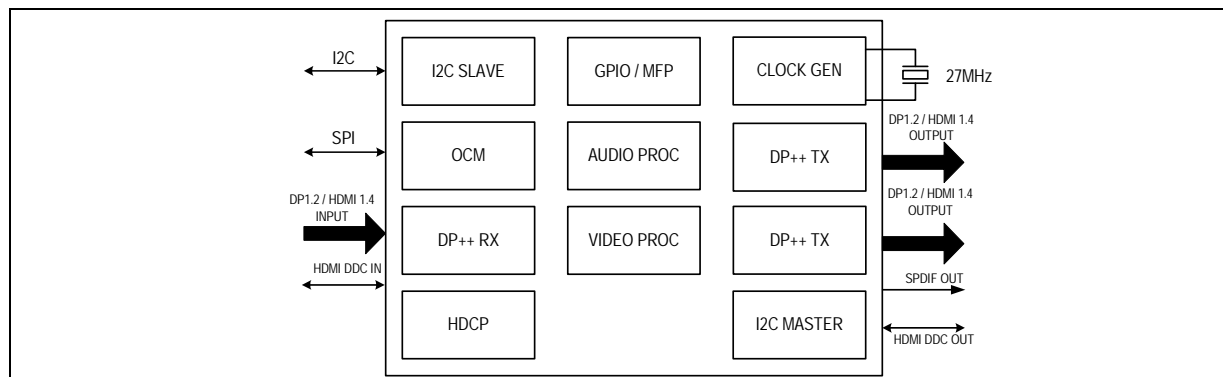 I2C
I2C SLAVE
GPIO / MFP
CLOCK GEN
27MHz
SPI
OCM
AUDIO PROC
DP++ TX
DP1.2 / HDMI 1.4
OUTPUT
DP1.2 / HDMI 1.4
INPUT
DP++ RX
VIDEO PROC
DP++ TX
DP1.2 / HDMI 1.4
OUTPUT
HDMI DDC IN
SPDIF OUT
HDCP
I2C MASTER
HDMI DDC OUT